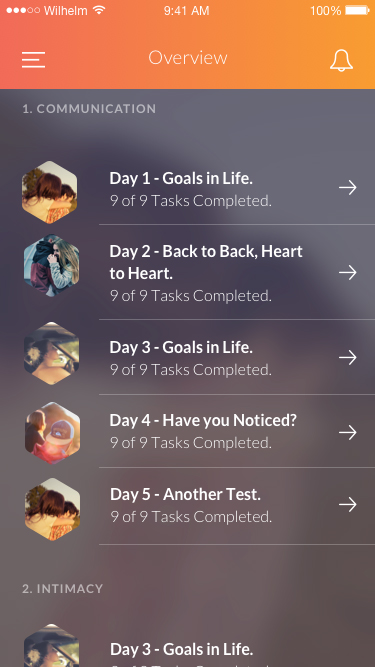 Wilhelm 9:41 AM 100%
Overview
1. COMMUNICATION
Day 1 - Goals in Life.
9 of 9 Tasks Completed.
Day 2 - Back to Back, Heart
to Heart.
9 of 9 Tasks Completed.
Day 3 - Goals in Life.
9 of 9 Tasks Completed.
Day 4 - Have you Noticed?
9 of 9 Tasks Completed.
Day 5 - Another Test.
9 of 9 Tasks Completed.
2. INTIMACY
Day 3 - Goals in Life.